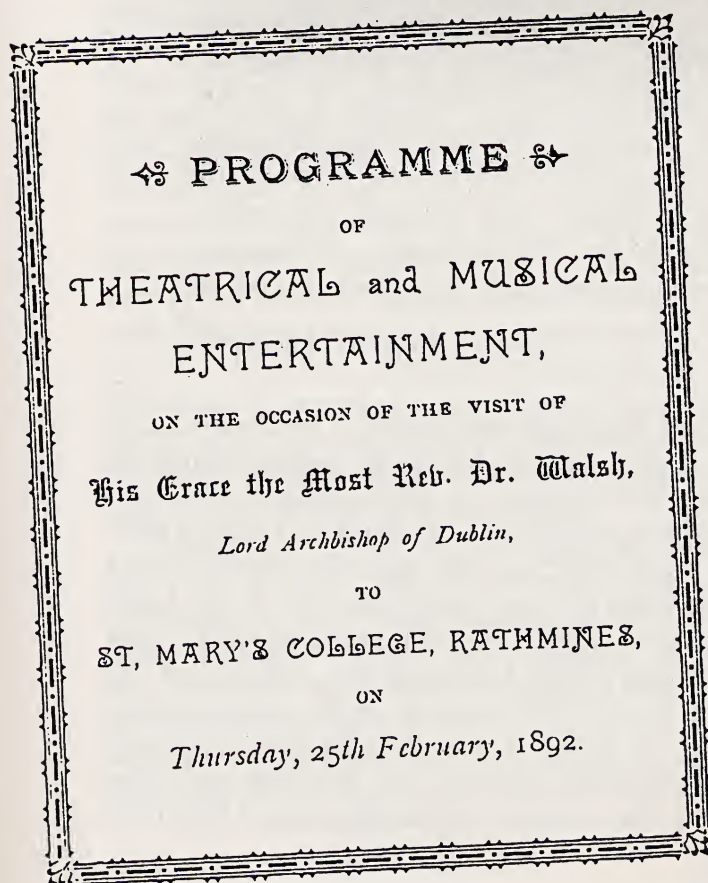 PROGRAMME
OF
THEATRICAL and MUSICAL
ENTERTAINMENT,
ON THE OCCASION OF THE VISIT OF
His Grace the Most Rev. Dr. Walsh,
Lord Archbishop of Dublin,
TO
ST, MARY'S COLLEGE, RATHMINES,
ON
Thursday, 25th February, 1892.